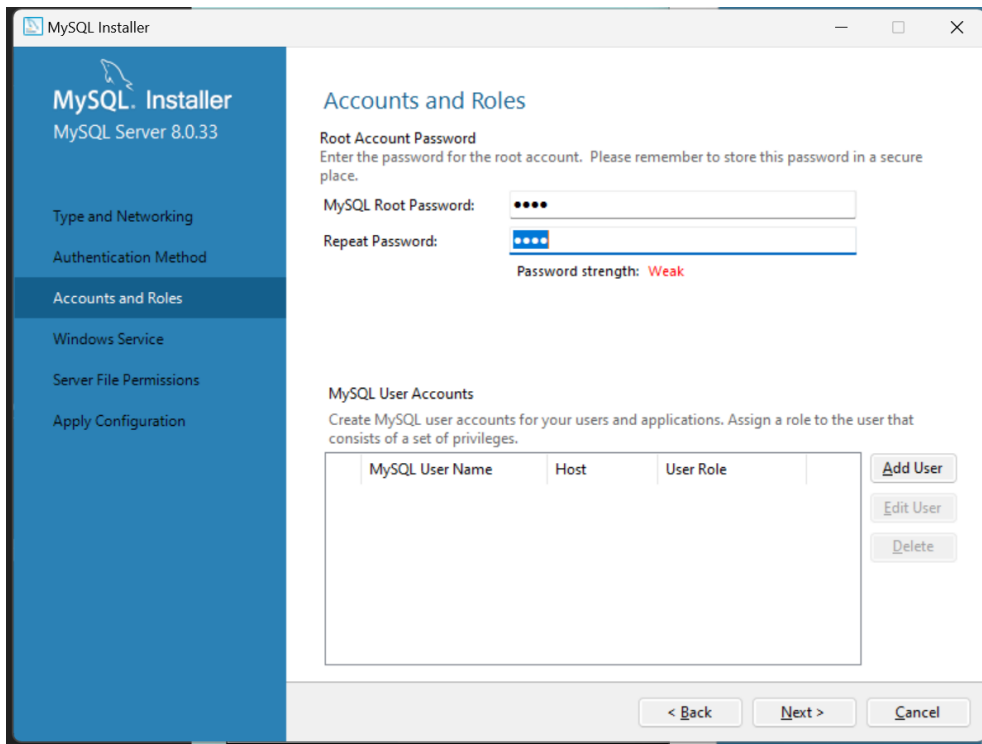 MySQL Installer
MySQL. Installer
MySQL Server 8.0.33
Type and Networking
Authentication Method
Accounts and Roles
Windows Service
Server File Permissions
Apply Configuration
Accounts and Roles
Root Account Password
Enter the password for the root account. Please remember to store this password in a secure
place.
MySQL Root Password: ●●●●
Repeat Password: ●●●●
Password strength: Weak
MySQL User Accounts
Create MySQL user accounts for your users and applications. Assign a role to the user that
consists of a set of privileges.
MySQL User Name Host User Role
Add User
Edit User
Delete
< Back Next > Cancel